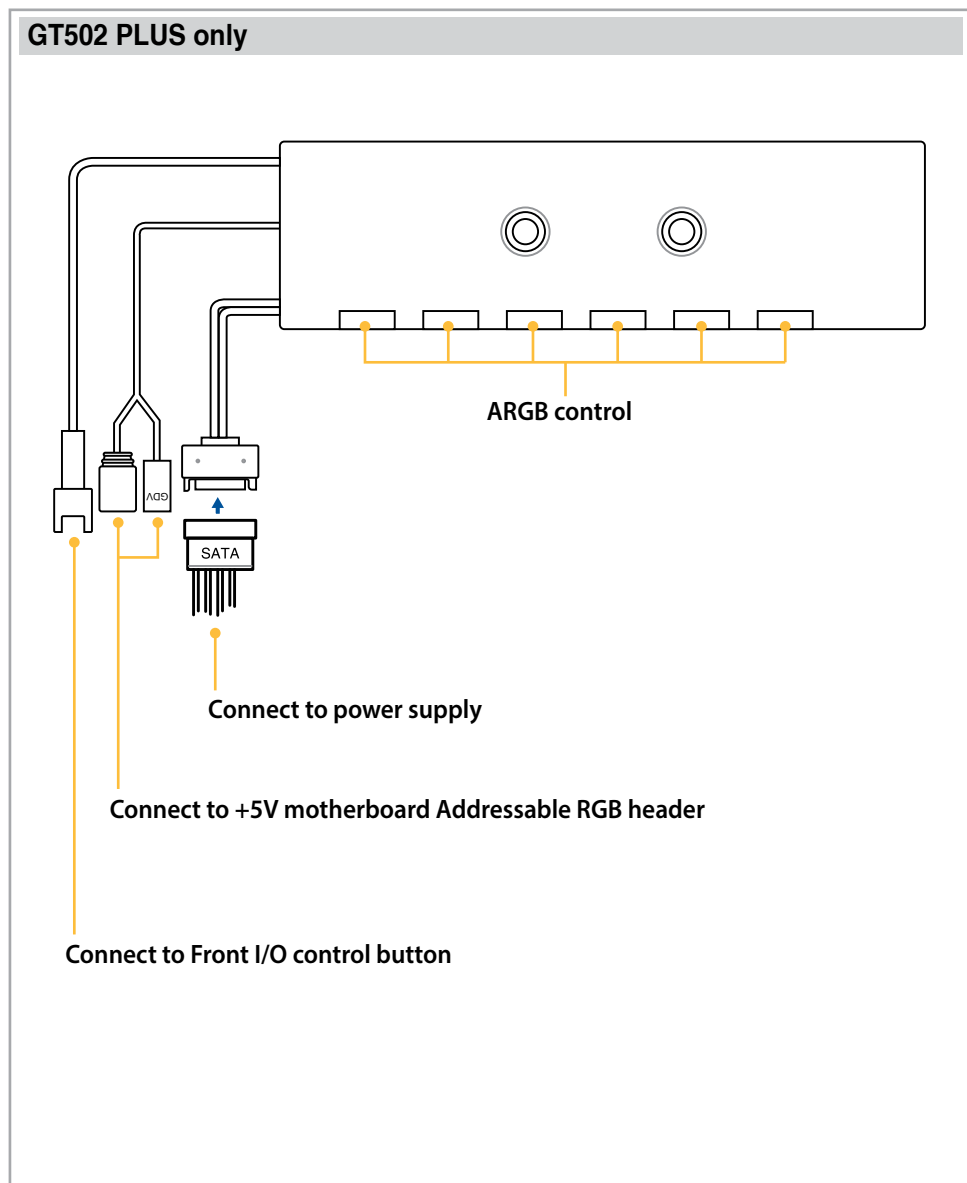 GT502 PLUS only
ARGB control
GDV
SATA
Connect to power supply
Connect to +5V motherboard Addressable RGB header
Connect to Front I/O control button